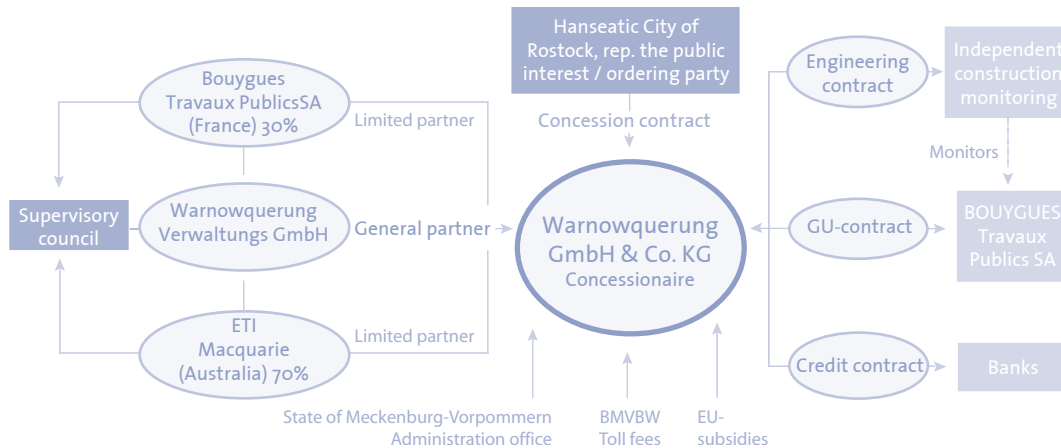 Hanseatic City of
Rostock, rep. the public
interest / ordering party
Concession contract
Bouygues
Travaux PublicsSA
(France) 30%
Limited partner
Supervisory
council
Warnowquerung
Verwaltungs GmbH
General partner
ETI
Macquarie
(Australia) 70%
Limited partner
Warnowquerung
GmbH & Co. KG
Concessionaire
Engineering
contract
Independent
construction
monitoring
Monitors
GU-contract
BOUYGUES
Travaux
Publics SA
Credit contract
Banks
State of Meckenburg-Vorpommern
Administration office
BMVBW
Toll fees
EU-
subsidies